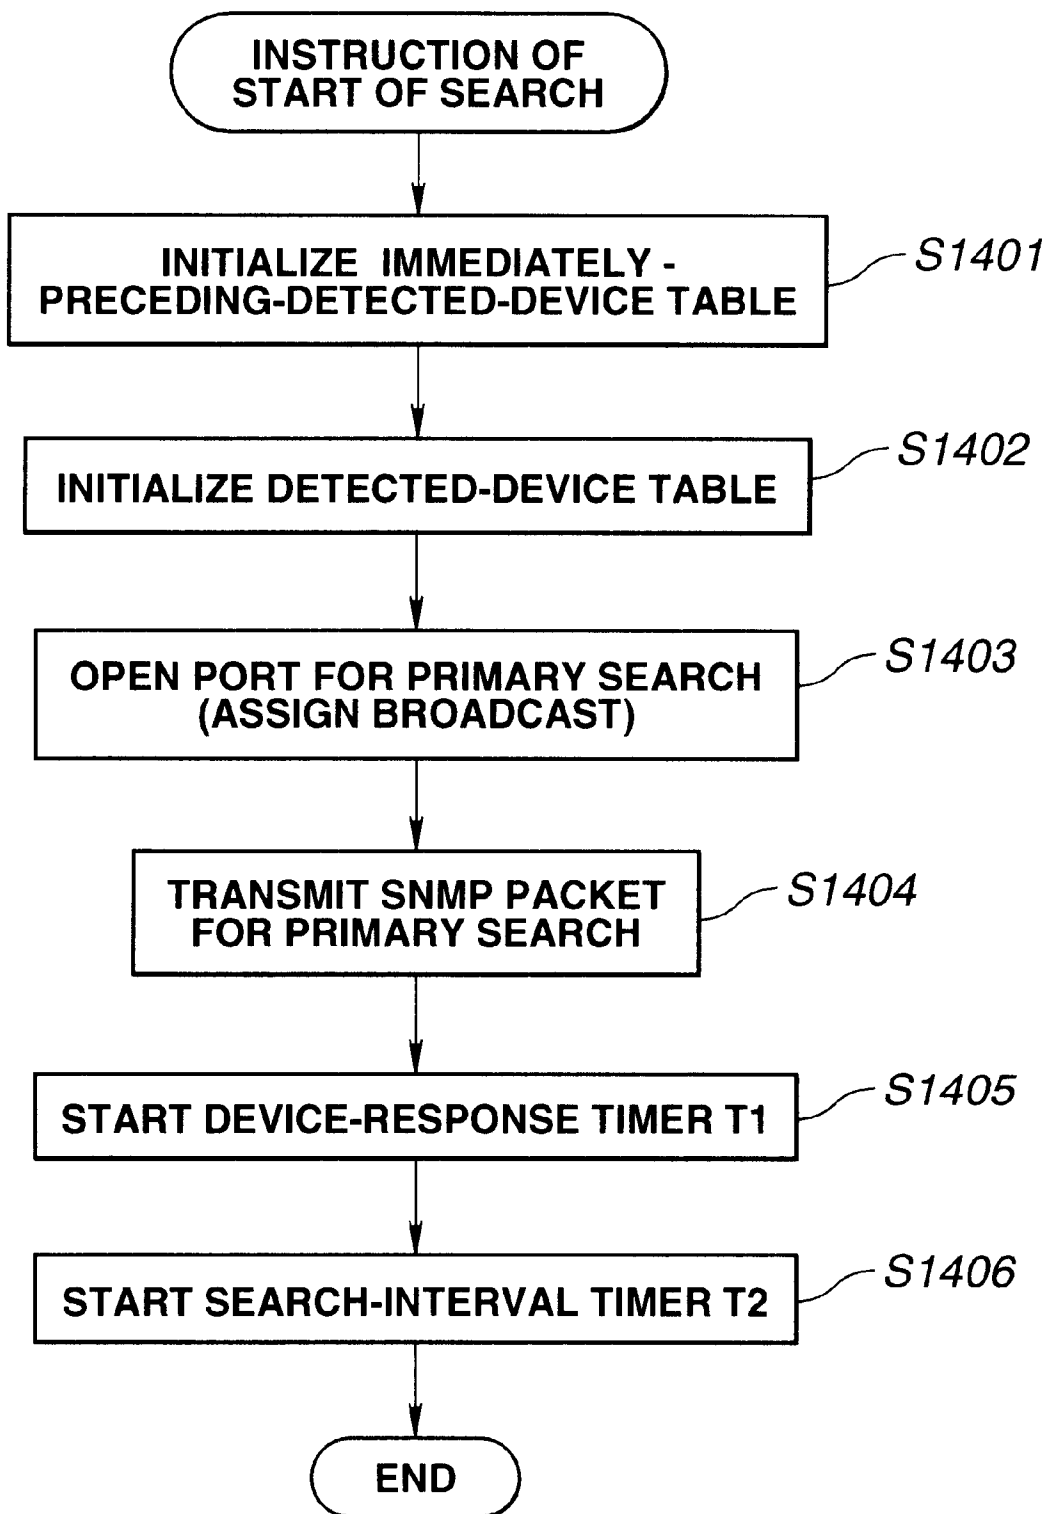 INSTRUCTION OF
START OF SEARCH
INITIALIZE IMMEDIATELY -
PRECEDING-DETECTED-DEVICE TABLE
S1401
INITIALIZE DETECTED-DEVICE TABLE
S1402
OPEN PORT FOR PRIMARY SEARCH
(ASSIGN BROADCAST)
S1403
TRANSMIT SNMP PACKET
FOR PRIMARY SEARCH
S1404
START DEVICE-RESPONSE TIMER T1
S1405
START SEARCH-INTERVAL TIMER T2
S1406
END